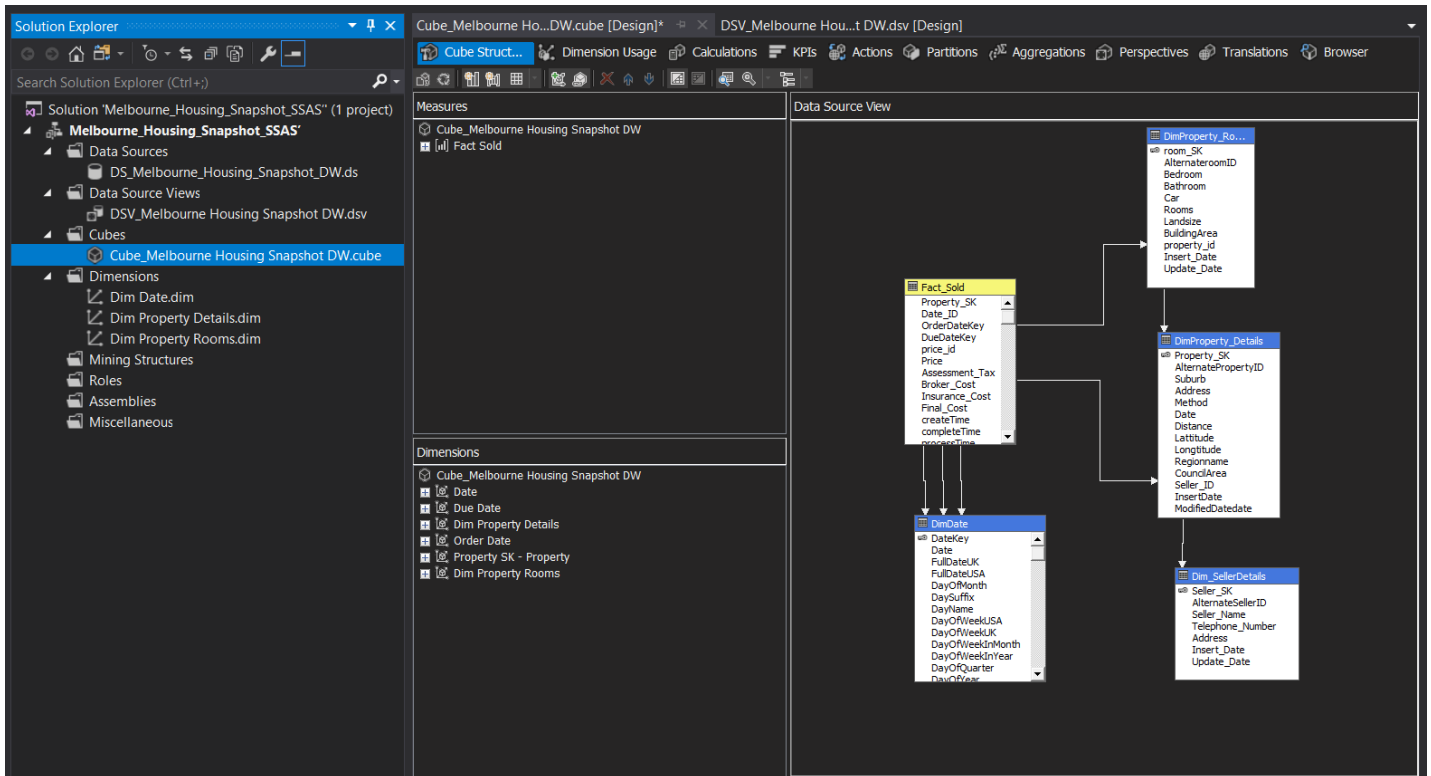 Solution Explorer
Search Solution Explorer (Ctrl+;)
Solution 'Melbourne_Housing_Snapshot_SSAS'' (1 project)
Melbourne_Housing_Snapshot_SSAS'
Data Sources
DS_Melbourne_Housing_Snapshot_DW.ds
Data Source Views
DSV_Melbourne Housing Snapshot DW.dsv
Cubes
Cube_Melbourne Housing Snapshot DW.cube
Dimensions
Dim Date.dim
Dim Property Details.dim
Dim Property Rooms.dim
Mining Structures
Roles
Assemblies
Miscellaneous
Cube_Melbourne Ho...DW.cube [Design]* DSV_Melbourne Hou...t DW.dsv [Design]
Cube Struct... Dimension Usage Calculations KPIs Actions Partitions Aggregations Perspectives Translations Browser
Measures
Cube_Melbourne Housing Snapshot DW
Fact Sold
Dimensions
Cube_Melbourne Housing Snapshot DW
Date
Due Date
Dim Property Details
Order Date
Property SK - Property
Dim Property Rooms
Data Source View
DimProperty_Ro...
room_SK
AlternateroomID
Bedroom
Bathroom
Car
Rooms
Landsize
BuildingArea
property_id
Insert_Date
Update_Date
Fact_Sold
Property_SK
Date_ID
OrderDateKey
DueDateKey
price_id
Price
Assessment_Tax
Broker_Cost
Insurance_Cost
Final_Cost
createTime
completeTime
processTime
DimProperty_Details
Property_SK
AlternatePropertyID
Suburb
Address
Method
Date
Distance
Lattitude
Longtitude
Regionname
CouncilArea
Seller_ID
InsertDate
ModifiedDatedate
DimDate
DateKey
Date
FullDateUK
FullDateUSA
DayOfMonth
DaySuffix
DayName
DayOfWeekUSA
DayOfWeekUK
DayOfWeekInMonth
DayOfWeekInYear
DayOfQuarter
DayOfYear
Dim_SellerDetails
Seller_SK
AlternateSellerID
Seller_Name
Telephone_Number
Address
Insert_Date
Update_Date